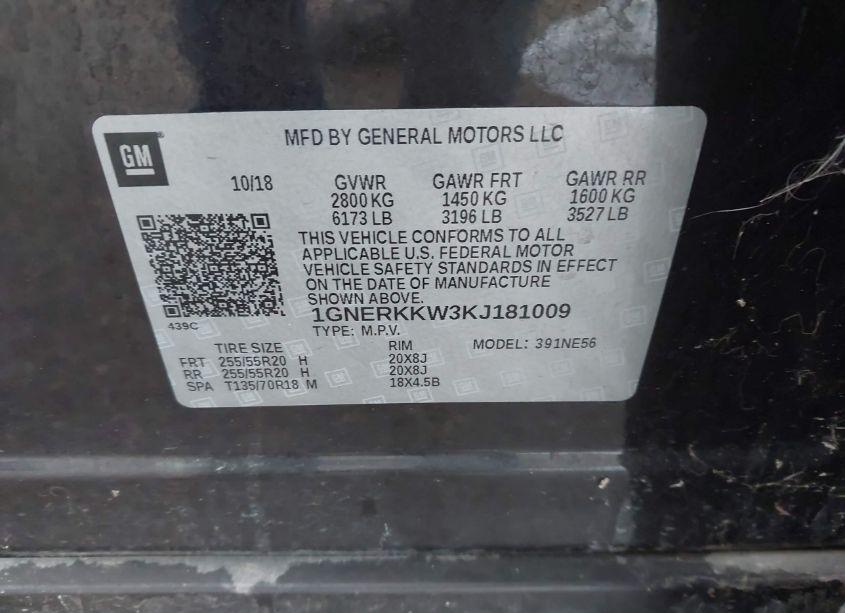 GM
MFD BY GENERAL MOTORS LLC
10/18 GVWR GAWR FRT GAWR RR
2800 KG 1450 KG 1600 KG
6173 LB 3196 LB 3527 LB
THIS VEHICLE CONFORMS TO ALL
APPLICABLE U.S. FEDERAL MOTOR
VEHICLE SAFETY STANDARDS IN EFFECT
ON THE DATE OF MANUFACTURE
SHOWN ABOVE.
439C
1GNERKKW3KJ181009
TYPE: M.P.V.
TIRE SIZE RIM MODEL: 391NE56
FRT 255/55R20 H 20X8J
RR 255/55R20 H 20X8J
SPA T135/70R18 M 18X4.5B